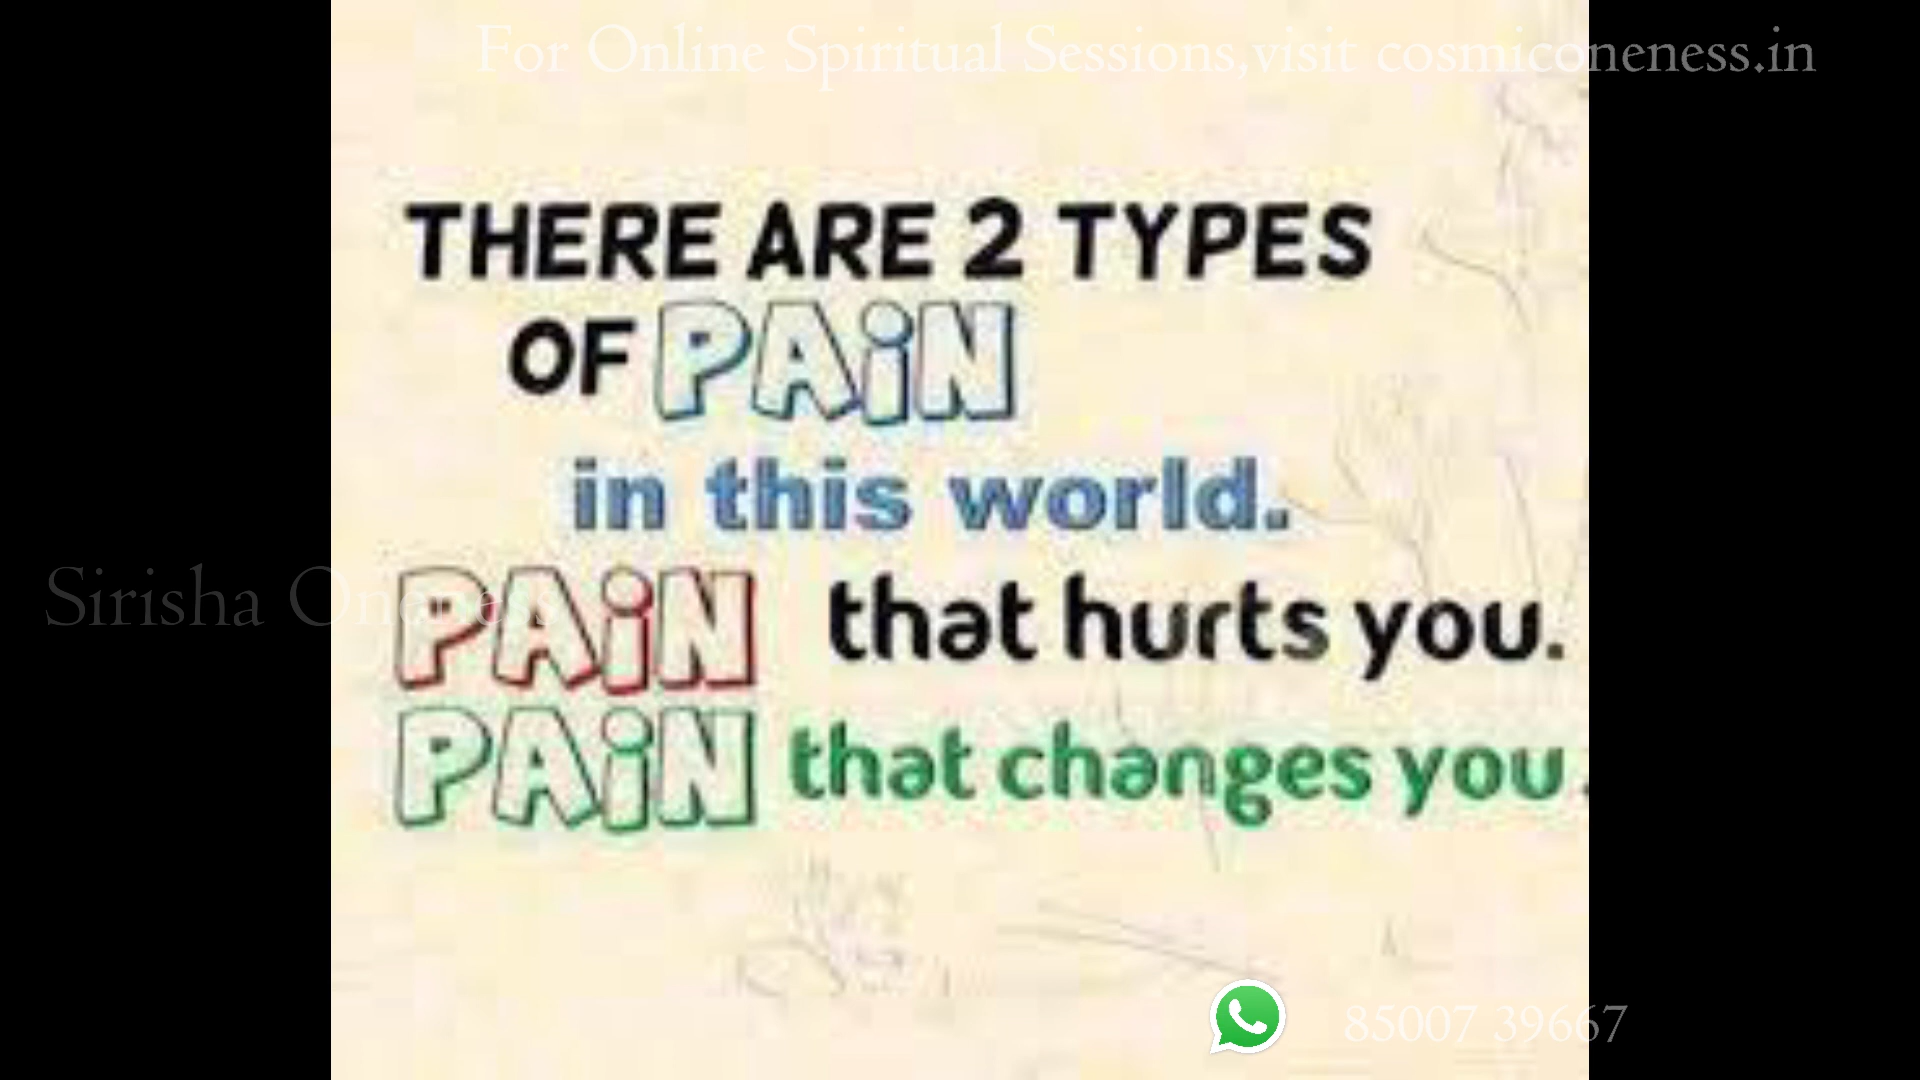 For Online Spiritual Sessions,visit cosmiconeness.in
THERE ARE 2 TYPES
OF PAiN
in this world.
PAiN that hurts you.
Sirisha Oneness
PAiN that changes you.
85007 39667